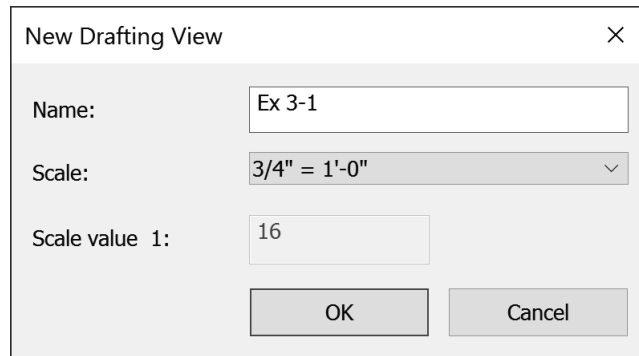 New Drafting View
Name: Ex 3-1
Scale: 3/4" = 1'-0"
Scale value 1: 16
OK Cancel